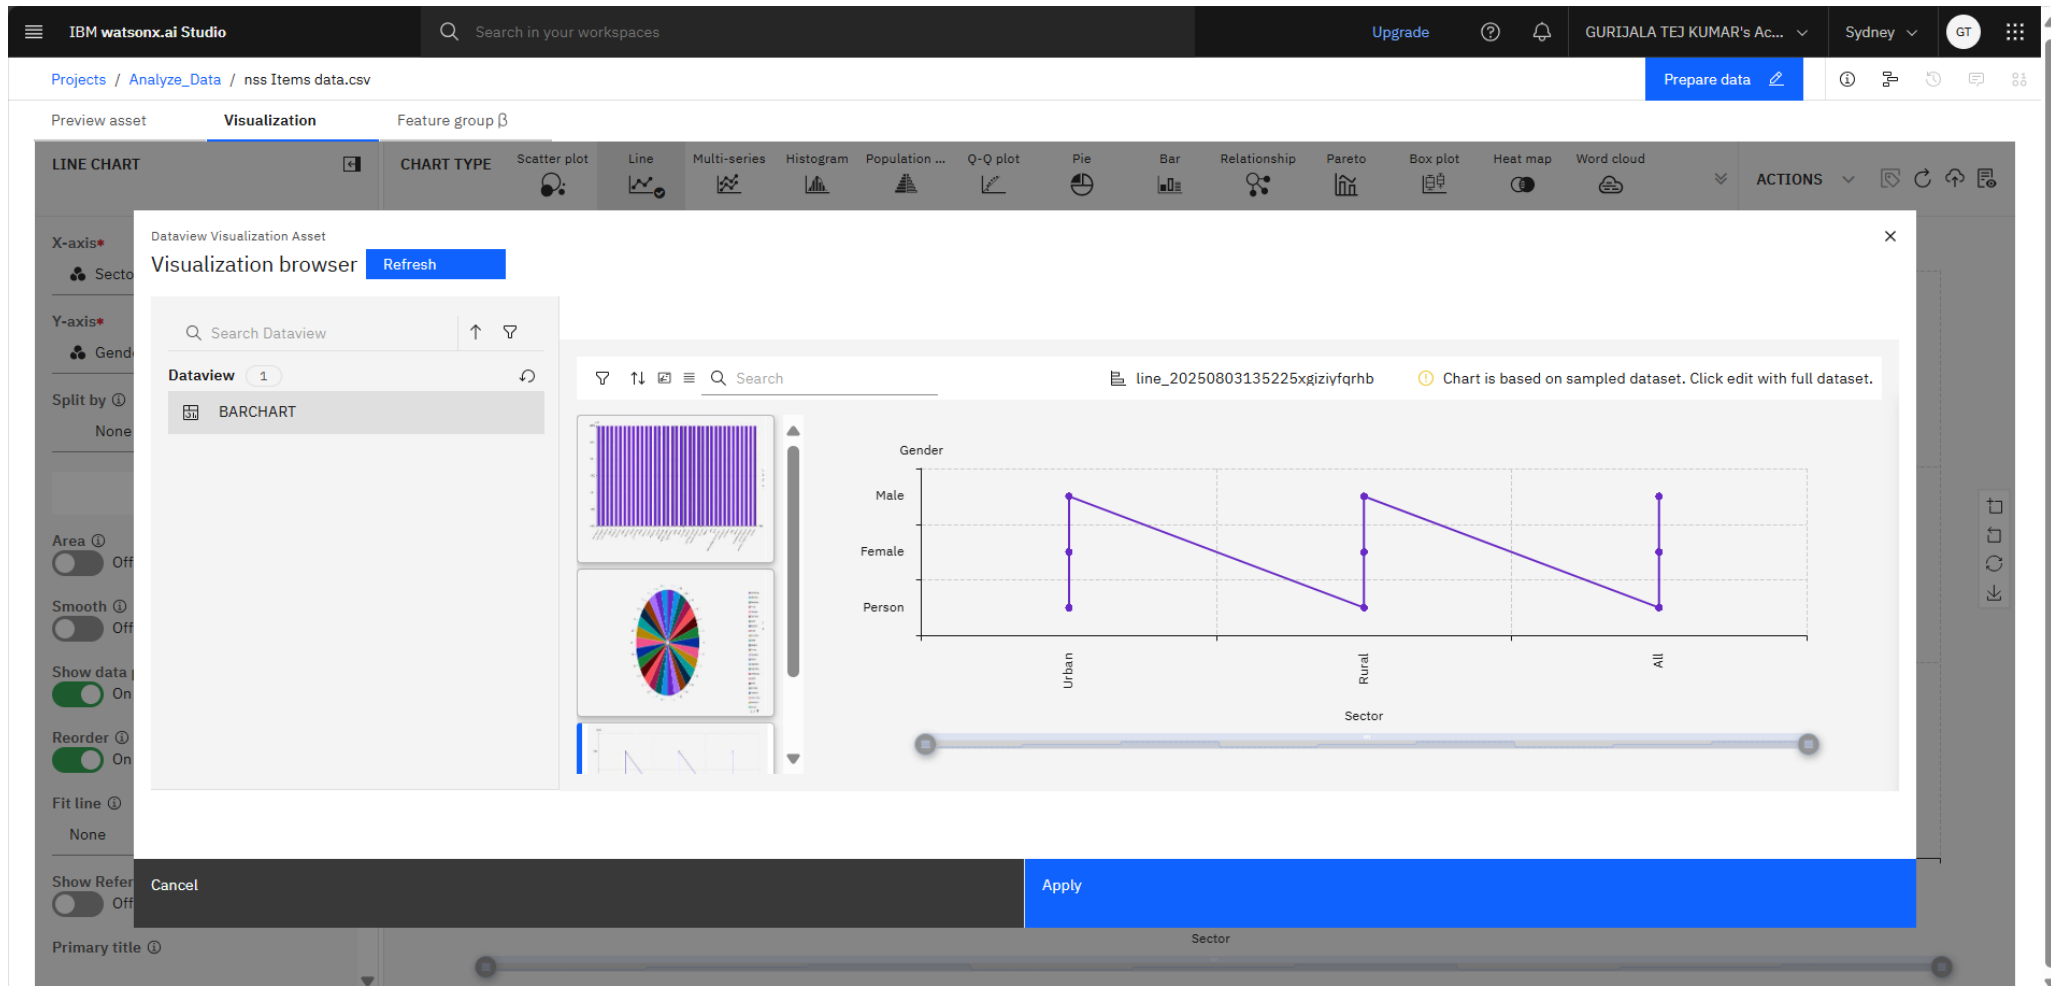 IBM watsonx.ai Studio
Search in your workspaces
Upgrade
GURIJALA TEJ KUMAR's Ac...
Sydney
GT
Projects / Analyze_Data / nss Items data.csv
Prepare data
Preview asset
Visualization
Feature group β
LINE CHART
CHART TYPE
Scatter plot
Line
Multi-series
Histogram
Population ...
Q-Q plot
Pie
Bar
Relationship
Pareto
Box plot
Heat map
Word cloud
ACTIONS
X-axis*
Secto
Y-axis*
Gend
Split by
None
Area
Off
Smooth
Off
Show data
On
Reorder
On
Fit line
None
Show Refer
Off
Primary title
Dataview Visualization Asset
Visualization browser
Refresh
Search Dataview
Dataview 1
BARCHART
Search
line_20250803135225xgiziyfqrhb
Chart is based on sampled dataset. Click edit with full dataset.
Gender
Male
Female
Person
Urban
Rural
All
Sector
Cancel
Apply
Sector